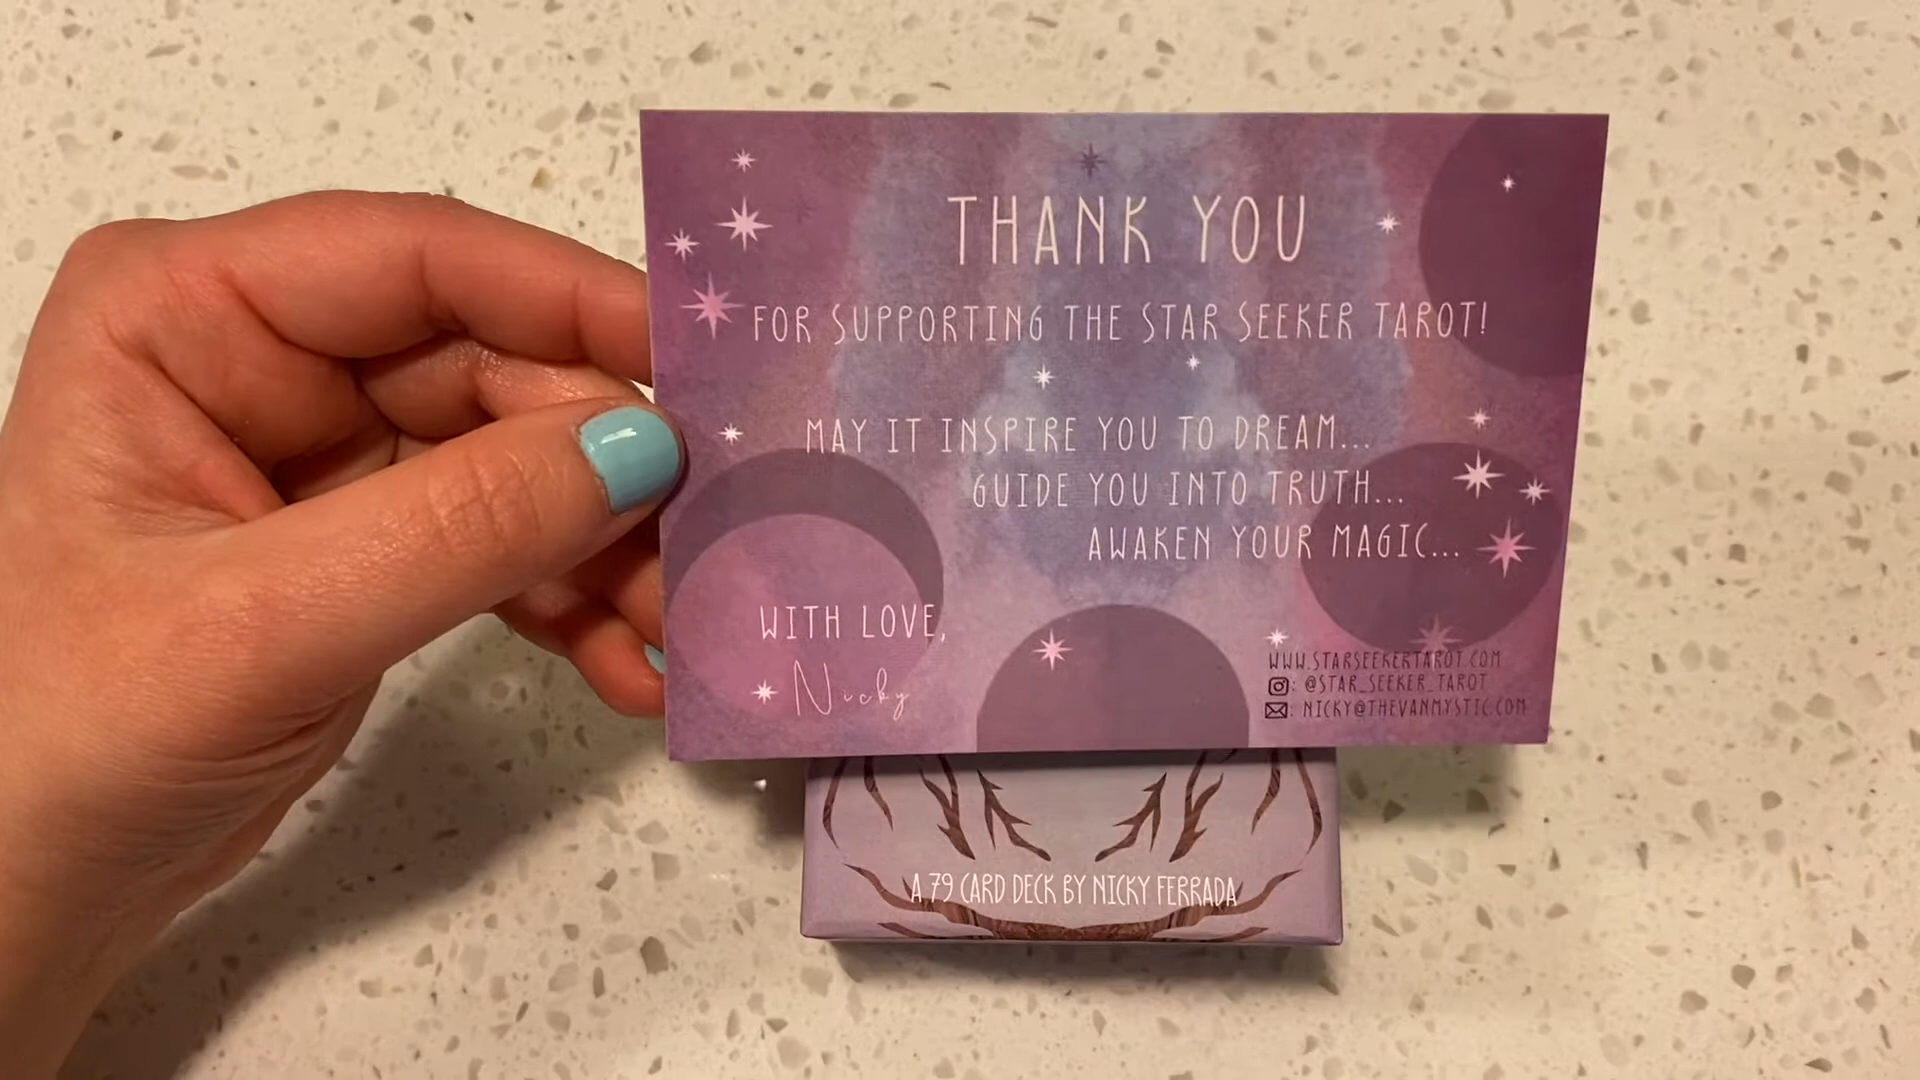 THANK YOU
FOR SUPPORTING THE STAR SEEKER TAROT!
MAY IT INSPIRE YOU TO DREAM...
GUIDE YOU INTO TRUTH...
AWAKEN YOUR MAGIC...
WITH LOVE,
Nicky
WWW.STARSEEKERTAROT.COM
: @STAR_SEEKER_TAROT
: NICKY@THEVANMYSTIC.COM
A 79 CARD DECK BY NICKY FERRADA